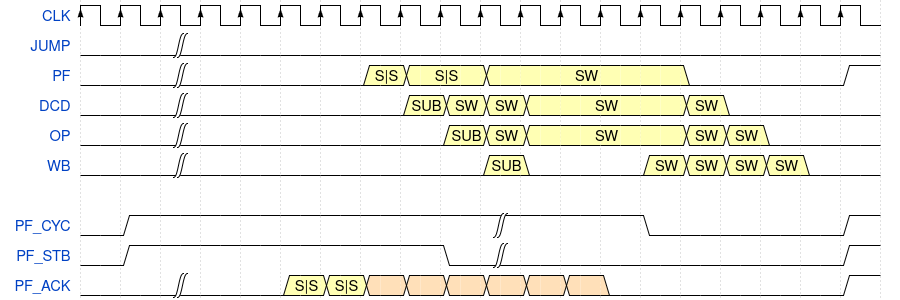 CLK
JUMP
PF S|S S|S SW
DCD SUB SW SW SW SW
OP SUB SW SW SW SW
WB SUB SW SW SW SW
PF_CYC
PF_STB
PF_ACK S|S S|S